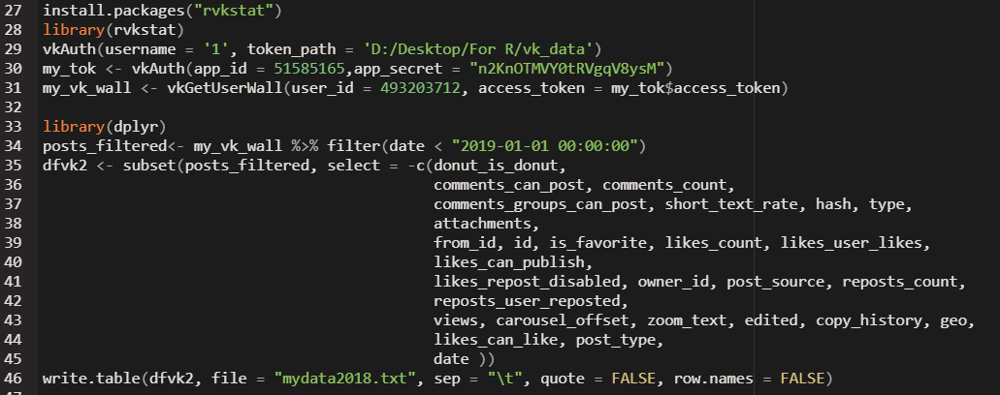 27 install.packages("rvkstat")
28 library(rvkstat)
29 vkAuth(username = '1', token_path = 'D:/Desktop/For R/vk_data')
30 my_tok <- vkAuth(app_id = 51585165,app_secret = "n2KnOTMVY0tRVgqV8ysM")
31 my_vk_wall <- vkGetUserWall(user_id = 493203712, access_token = my_tok$access_token)
32
33 library(dplyr)
34 posts_filtered<- my_vk_wall %>% filter(date < "2019-01-01 00:00:00")
35 dfvk2 <- subset(posts_filtered, select = -c(donut_is_donut,
36 comments_can_post, comments_count,
37 comments_groups_can_post, short_text_rate, hash, type,
38 attachments,
39 from_id, id, is_favorite, likes_count, likes_user_likes,
40 likes_can_publish,
41 likes_repost_disabled, owner_id, post_source, reposts_count,
42 reposts_user_reposted,
43 views, carousel_offset, zoom_text, edited, copy_history, geo,
44 likes_can_like, post_type,
45 date ))
46 write.table(dfvk2, file = "mydata2018.txt", sep = "\t", quote = FALSE, row.names = FALSE)